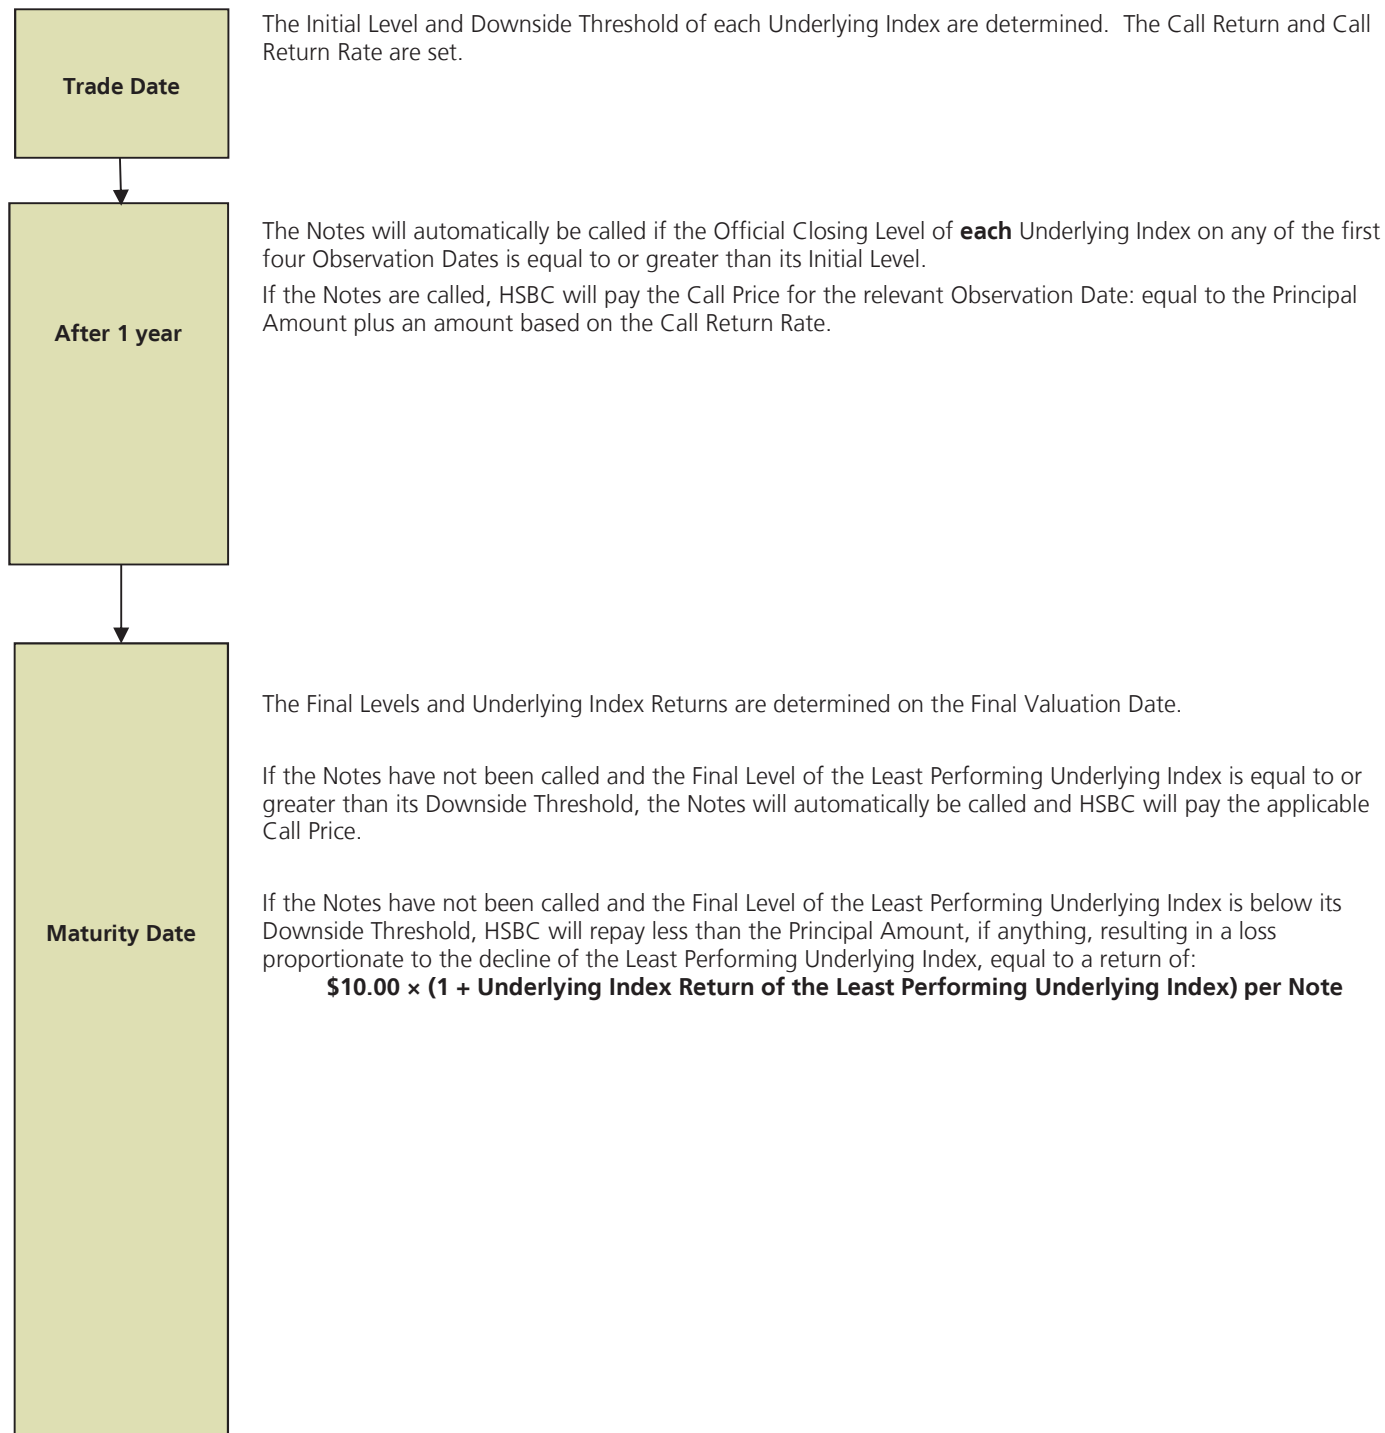 The Initial Level and Downside Threshold of each Underlying Index are determined.  The Call Return and Call
Return Rate are set.
Trade Date
The Notes will automatically be called if the Official Closing Level of each Underlying Index on any of the first
four Observation Dates is equal to or greater than its Initial Level.
If the Notes are called, HSBC will pay the Call Price for the relevant Observation Date: equal to the Principal
Amount plus an amount based on the Call Return Rate.
After 1 year
The Final Levels and Underlying Index Returns are determined on the Final Valuation Date.
If the Notes have not been called and the Final Level of the Least Performing Underlying Index is equal to or
greater than its Downside Threshold, the Notes will automatically be called and HSBC will pay the applicable
Call Price.
If the Notes have not been called and the Final Level of the Least Performing Underlying Index is below its
Downside Threshold, HSBC will repay less than the Principal Amount, if anything, resulting in a loss
proportionate to the decline of the Least Performing Underlying Index, equal to a return of:
$10.00 × (1 + Underlying Index Return of the Least Performing Underlying Index) per Note
Maturity Date